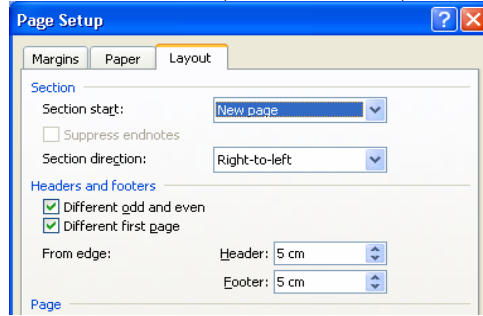 Page Setup
Margins Paper Layout
Section
Section start: New page
Suppress endnotes
Section direction: Right-to-left
Headers and footers
Different odd and even
Different first page
From edge: Header: 5 cm
Footer: 5 cm
Page